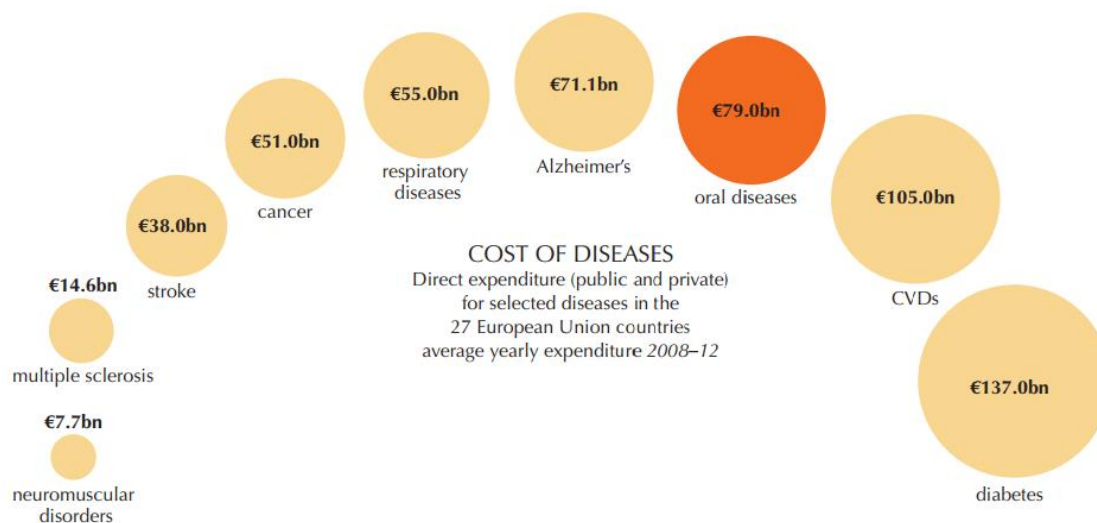 €7.7bn
neuromuscular
disorders
€14.6bn
multiple sclerosis
€38.0bn
stroke
€51.0bn
cancer
€55.0bn
respiratory
diseases
€71.1bn
Alzheimer's
€79.0bn
oral diseases
€105.0bn
CVDs
€137.0bn
diabetes
COST OF DISEASES
Direct expenditure (public and private)
for selected diseases in the
27 European Union countries
average yearly expenditure 2008–12